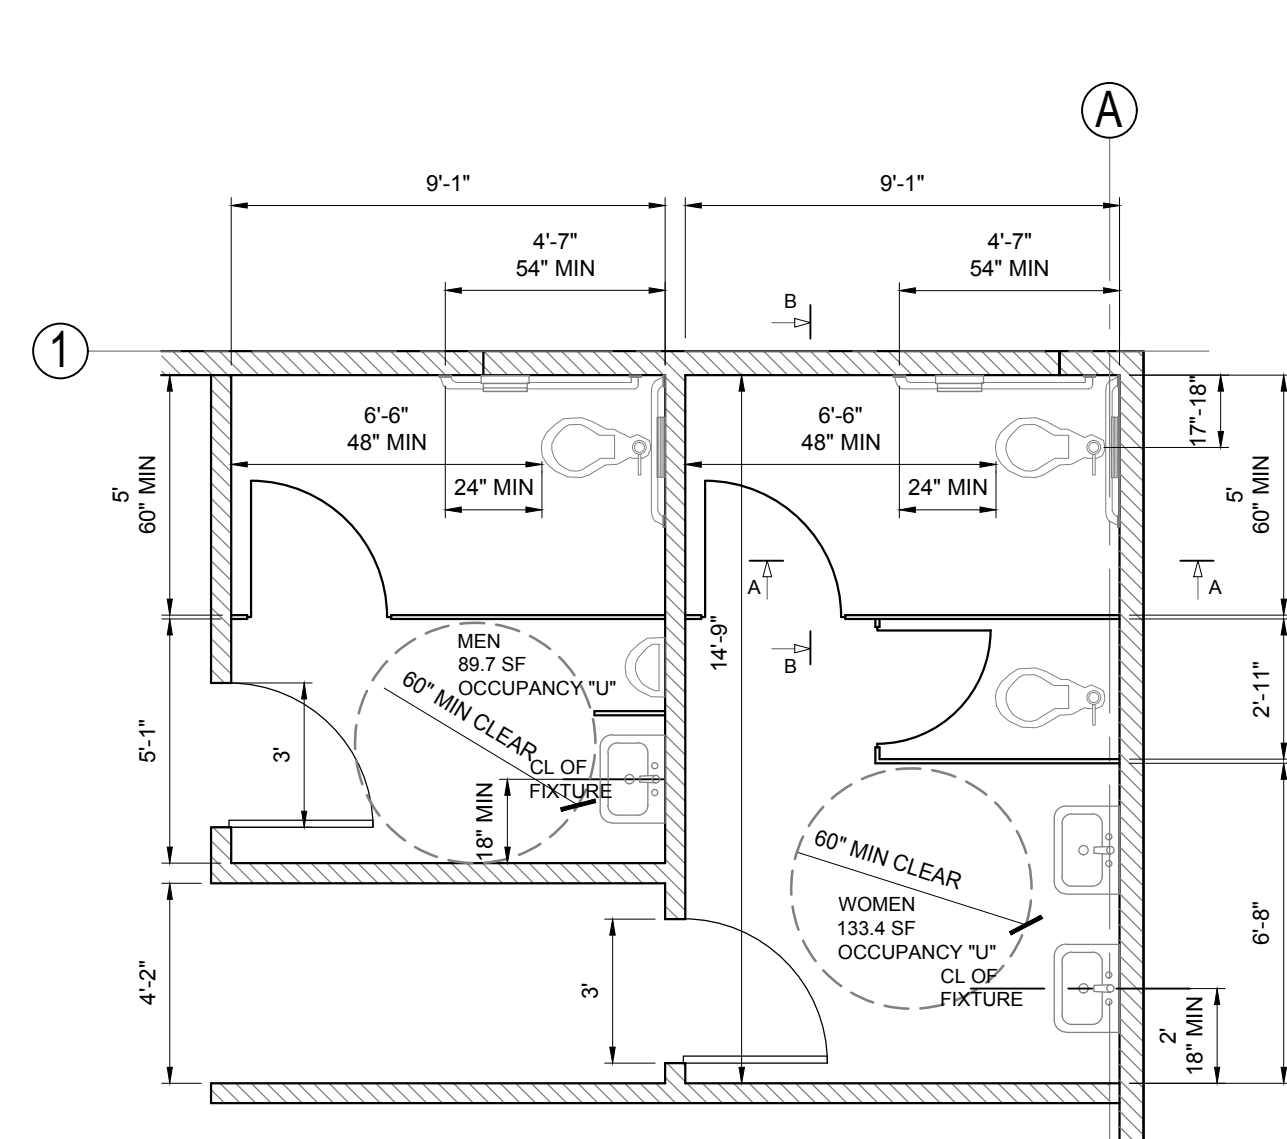 A
9'-1"
9'-1"
4'-7"
54" MIN
4'-7"
54" MIN
B
1
6'-6"
48" MIN
6'-6"
48" MIN
17"-18"
5'
60" MIN
24" MIN
24" MIN
5'
60" MIN
A
A
14'-9"
B
MEN
89.7 SF
OCCUPANCY "U"
60" MIN CLEAR
2'-11"
5'-1"
3'
CL OF
FIXTURE
18" MIN
60" MIN CLEAR
WOMEN
133.4 SF
OCCUPANCY "U"
6'-8"
4'-2"
3'
CL OF
FIXTURE
2'
18" MIN